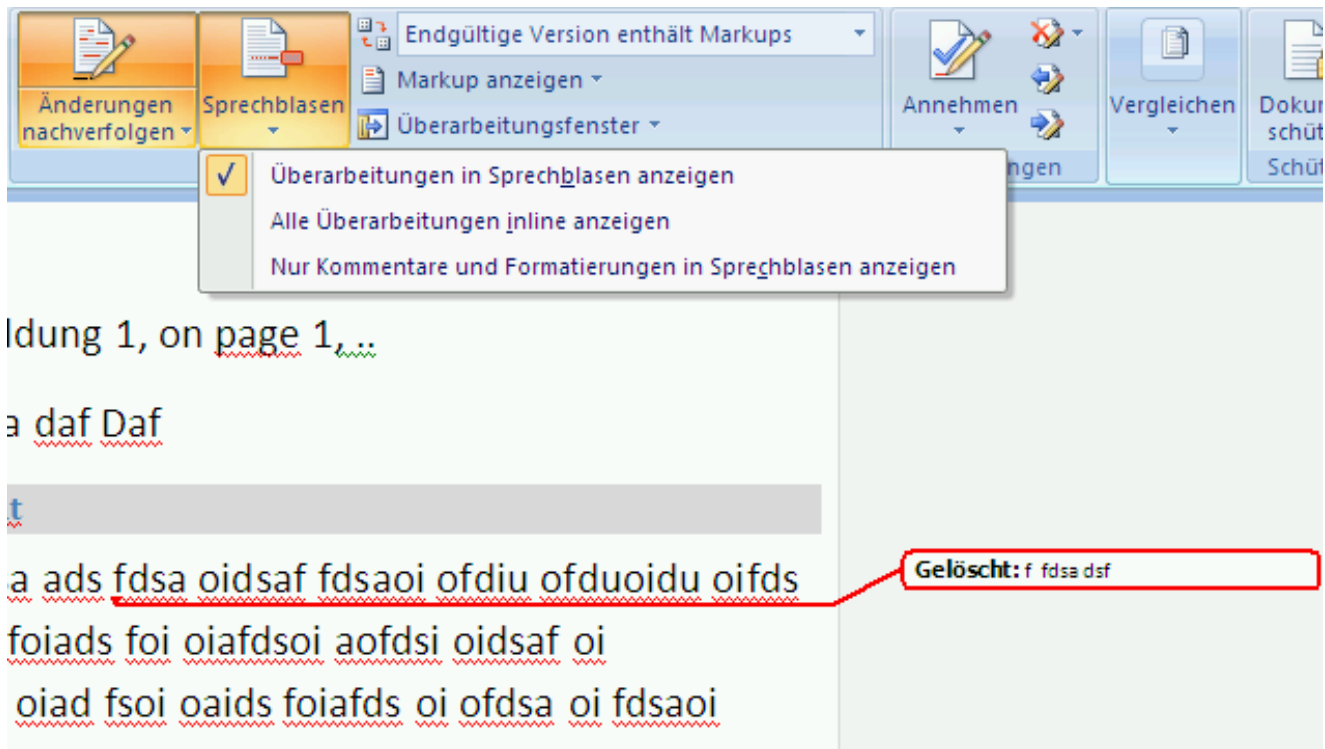 Endgültige Version enthält Markups
Markup anzeigen
Überarbeitungsfenster
Änderungen
nachverfolgen
Sprechblasen
Annehmen
Vergleichen
Dokur
schüt
ngen
Schüt
Überarbeitungen in Sprechblasen anzeigen
Alle Überarbeitungen inline anzeigen
Nur Kommentare und Formatierungen in Sprechblasen anzeigen
ldung 1, on page 1, ..
a daf Daf
t
a ads fdsa oidsaf fdsaoi ofdiu ofduoidu oifds
Gelöscht: f fdsa dsf
foiads foi oiafdsoi aofdsi oidsaf oi
oiad fsoi oaids foiafds oi ofdsa oi fdsaoi